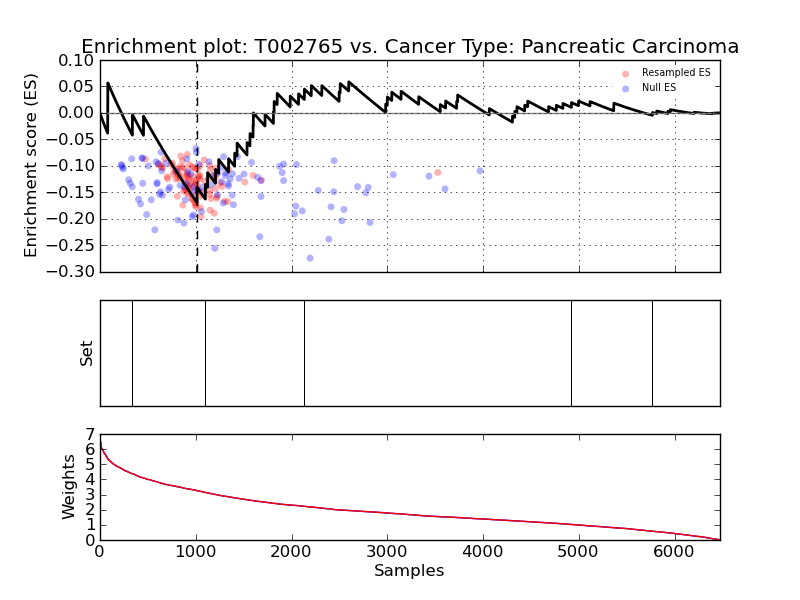 Enrichment plot: T002765 vs. Cancer Type: Pancreatic Carcinoma
Enrichment score (ES)
0.10
0.05
0.00
−0.05
−0.10
−0.15
−0.20
−0.25
−0.30
Resampled ES
Null ES
Set
Weights
7
6
5
4
3
2
1
0
0 1000 2000 3000 4000 5000 6000
Samples